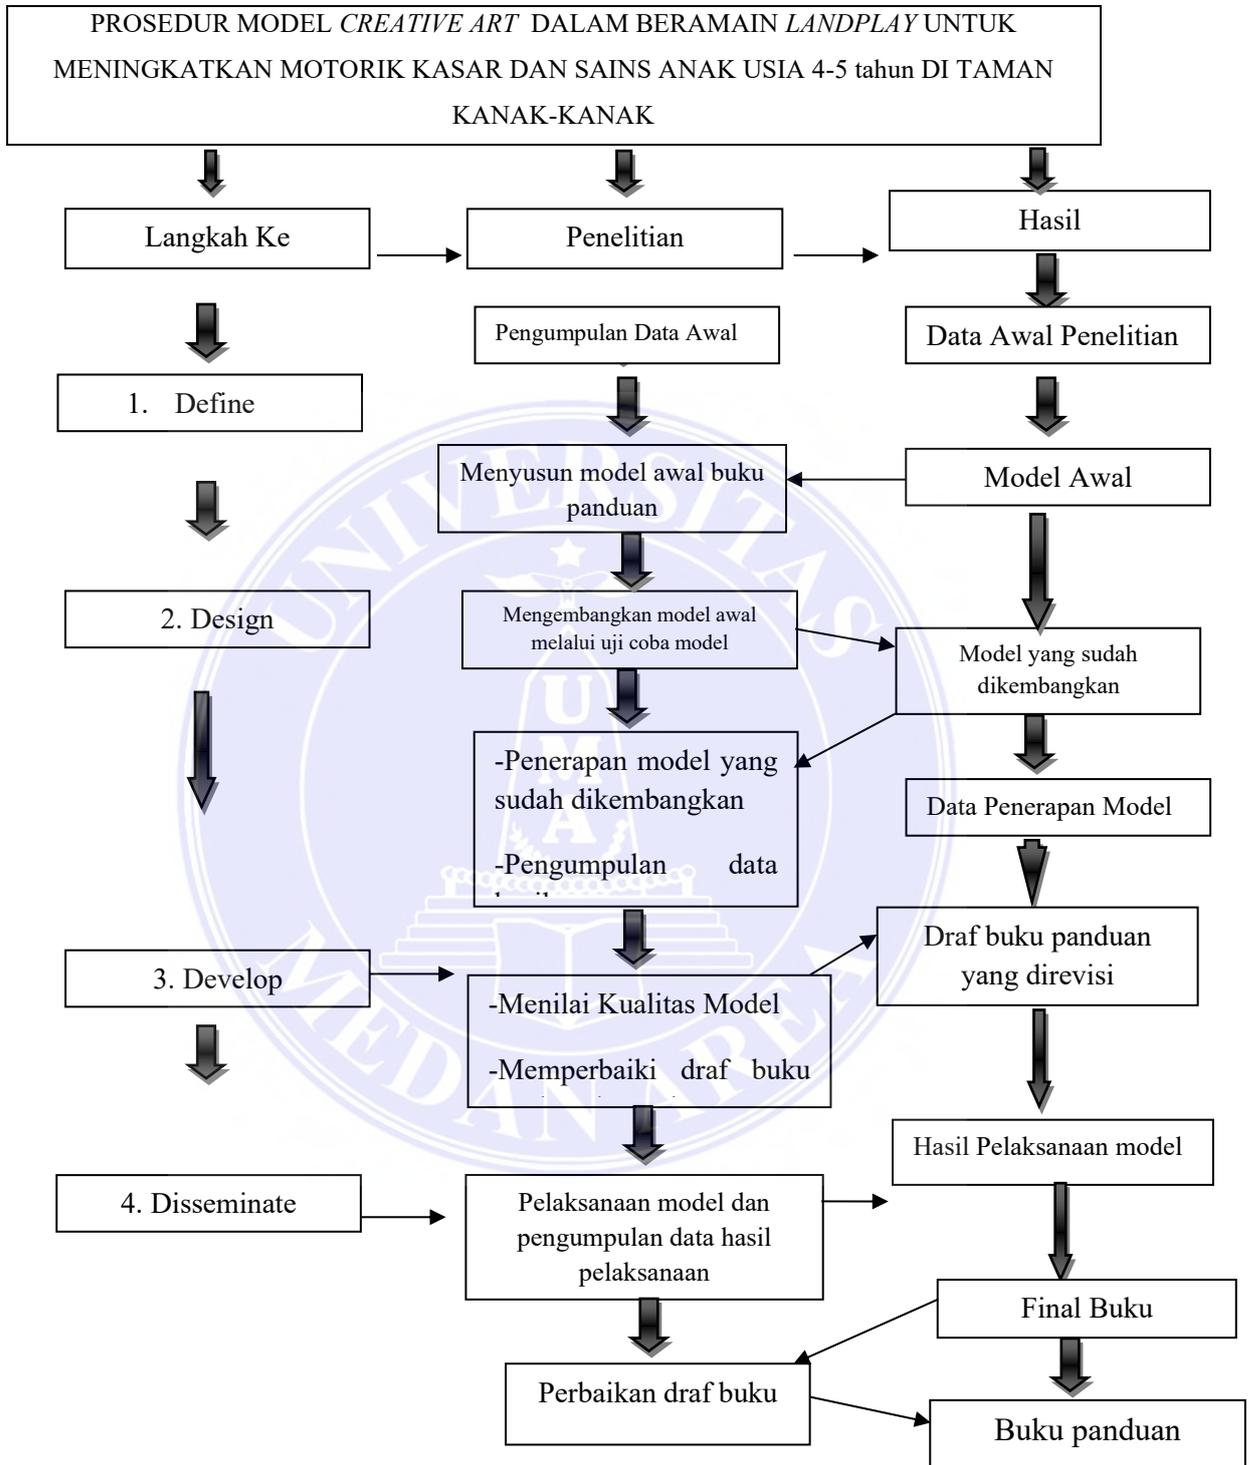 PROSEDUR MODEL CREATIVE ART DALAM BERAMAIN LANDPLAY UNTUK
MENINGKATKAN MOTORIK KASAR DAN SAINS ANAK USIA 4-5 tahun DI TAMAN
KANAK-KANAK
Langkah Ke
Penelitian
Hasil
Pengumpulan Data Awal
Data Awal Penelitian
1. Define
Menyusun model awal buku
panduan
Model Awal
2. Design
Mengembangkan model awal
melalui uji coba model
Model yang sudah
dikembangkan
-Penerapan model yang
sudah dikembangkan
-Pengumpulan data
Data Penerapan Model
Draf buku panduan
yang direvisi
3. Develop
-Menilai Kualitas Model
-Memperbaiki draf buku
Hasil Pelaksanaan model
4. Disseminate
Pelaksanaan model dan
pengumpulan data hasil
pelaksanaan
Final Buku
Perbaikan draf buku
Buku panduan
UNIVERSITAS
MEDAN AREA
U
M
A